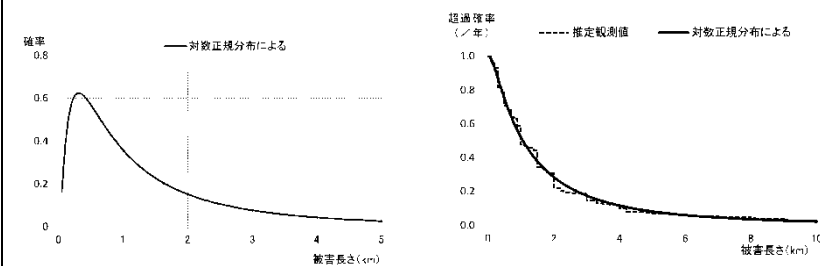 確率
対数正規分布による
0.8
0.6
0.4
0.2
0
0 1 2 3 4 5
被害長さ(km)
超過確率
(／年)
推定観測値 対数正規分布による
1.0
0.8
0.6
0.4
0.2
0.0
0 2 4 6 8 10
被害長さ(km)